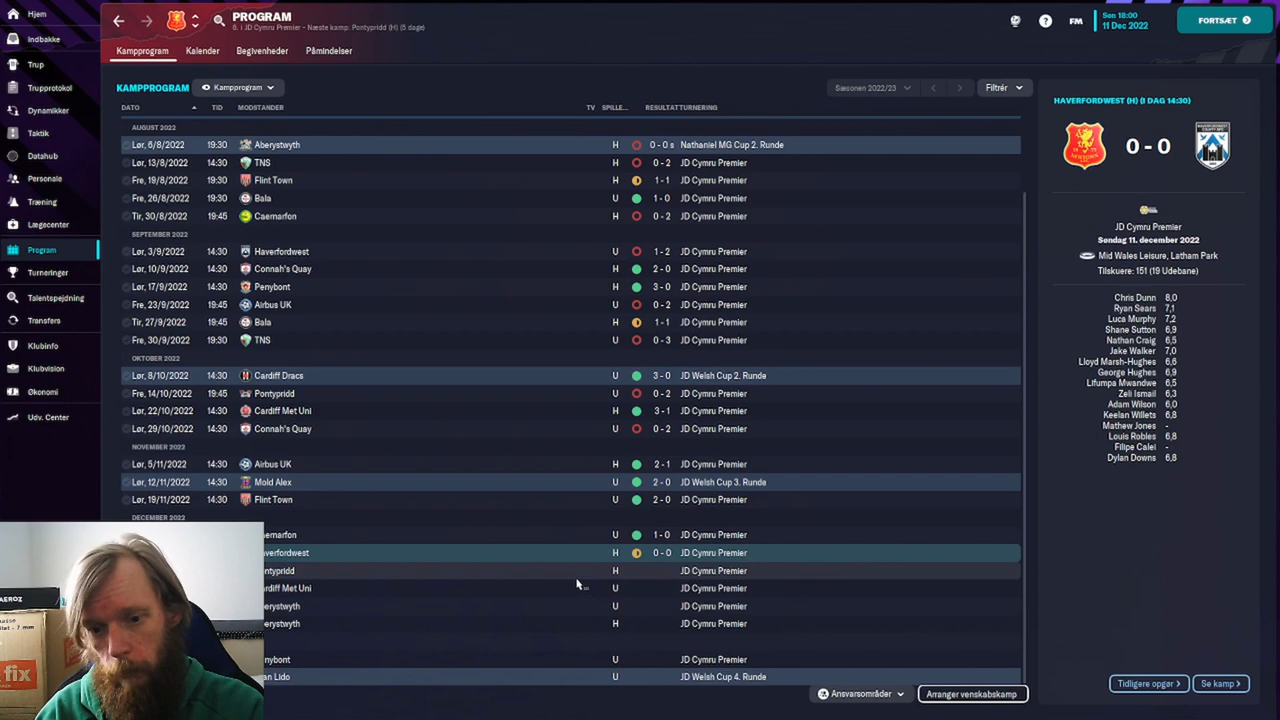 Hjem
Indbakke
Trup
Trupprotokol
Dynamikker
Taktik
Datahub
Personale
Træning
Lægecenter
Program
Turneringer
Talentspejdning
Transfers
Klubinfo
Klubvision
Økonomi
Udv. Center
PROGRAM
6. i JD Cymru Premier - Næste kamp: Pontypridd (H) (5 dage)
FM
Søn 18:00
11 Dec 2022
FORTSÆT
Kampprogram Kalender Begivenheder Påmindelser
KAMPPROGRAM Kampprogram Sæsonen 2022/23 Filtrér
DATO TID MODSTANDER TV SPILLE... RESULTAT TURNERING
AUGUST 2022
Lør, 6/8/2022 19:30 Aberystwyth H 0 - 0 s Nathaniel MG Cup 2. Runde
Lør, 13/8/2022 14:30 TNS H 0 - 2 JD Cymru Premier
Fre, 19/8/2022 19:30 Flint Town H 1 - 1 JD Cymru Premier
Fre, 26/8/2022 19:30 Bala U 1 - 0 JD Cymru Premier
Tir, 30/8/2022 19:45 Caernarfon H 0 - 2 JD Cymru Premier
SEPTEMBER 2022
Lør, 3/9/2022 14:30 Haverfordwest U 1 - 2 JD Cymru Premier
Lør, 10/9/2022 14:30 Connah's Quay H 2 - 0 JD Cymru Premier
Lør, 17/9/2022 14:30 Penybont H 3 - 0 JD Cymru Premier
Fre, 23/9/2022 19:45 Airbus UK U 0 - 2 JD Cymru Premier
Tir, 27/9/2022 19:45 Bala H 1 - 1 JD Cymru Premier
Fre, 30/9/2022 19:30 TNS U 0 - 3 JD Cymru Premier
OKTOBER 2022
Lør, 8/10/2022 14:30 Cardiff Dracs U 3 - 0 JD Welsh Cup 2. Runde
Fre, 14/10/2022 19:45 Pontypridd U 0 - 2 JD Cymru Premier
Lør, 22/10/2022 14:30 Cardiff Met Uni H 3 - 1 JD Cymru Premier
Lør, 29/10/2022 14:30 Connah's Quay U 0 - 2 JD Cymru Premier
NOVEMBER 2022
Lør, 5/11/2022 14:30 Airbus UK H 2 - 1 JD Cymru Premier
Lør, 12/11/2022 14:30 Mold Alex U 2 - 0 JD Welsh Cup 3. Runde
Lør, 19/11/2022 14:30 Flint Town U 2 - 0 JD Cymru Premier
DECEMBER 2022
aernarfon U 1 - 0 JD Cymru Premier
averfordwest H 0 - 0 JD Cymru Premier
ntypridd H JD Cymru Premier
rdiff Met Uni U JD Cymru Premier
erystwyth U JD Cymru Premier
erystwyth H JD Cymru Premier
nybont U JD Cymru Premier
an Lido U JD Welsh Cup 4. Runde
Ansvarsområder Arranger venskabskamp
HAVERFORDWEST (H) (1 DAG 14:30)
0 - 0
JD Cymru Premier
Søndag 11. december 2022
Mid Wales Leisure, Latham Park
Tilskuere: 151 (19 Udebane)
Chris Dunn 8,0
Ryan Sears 7,1
Luca Murphy 7,2
Shane Sutton 6,9
Nathan Craig 6,5
Jake Walker 7,0
Lloyd Marsh-Hughes 6,6
George Hughes 6,9
Lifumpa Mwandwe 6,5
Zeli Ismail 6,3
Adam Wilson 6,0
Keelan Willets 6,8
Mathew Jones -
Louis Robles 6,8
Filipe Calei -
Dylan Downs 6,8
Tidligere opgør Se kamp
AEROZ
fix